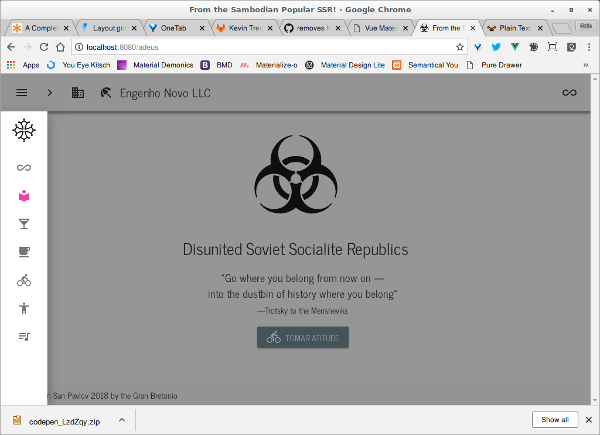 From the Sambodian Popular SSR! - Google Chrome
A Comple
Layout gr
OneTab
Kevin Tre
removes
Vue Mate
From the S
Plain Tex
localhost:8080/adeus
Apps
You Eye Kitsch
Material Demonics
BMD
Materialize-o
Material Design Lite
Semantical You
Pure Drawer
»
Engenho Novo LLC
Disunited Soviet Socialite Republics
"Go where you belong from now on —
into the dustbin of history where you belong"
—Trotsky to the Mensheviks
TOMAR ATITUDE
n San Pavlov 2018 by the Gran Bretonio
codepen_LzdZqy.zip
Show all